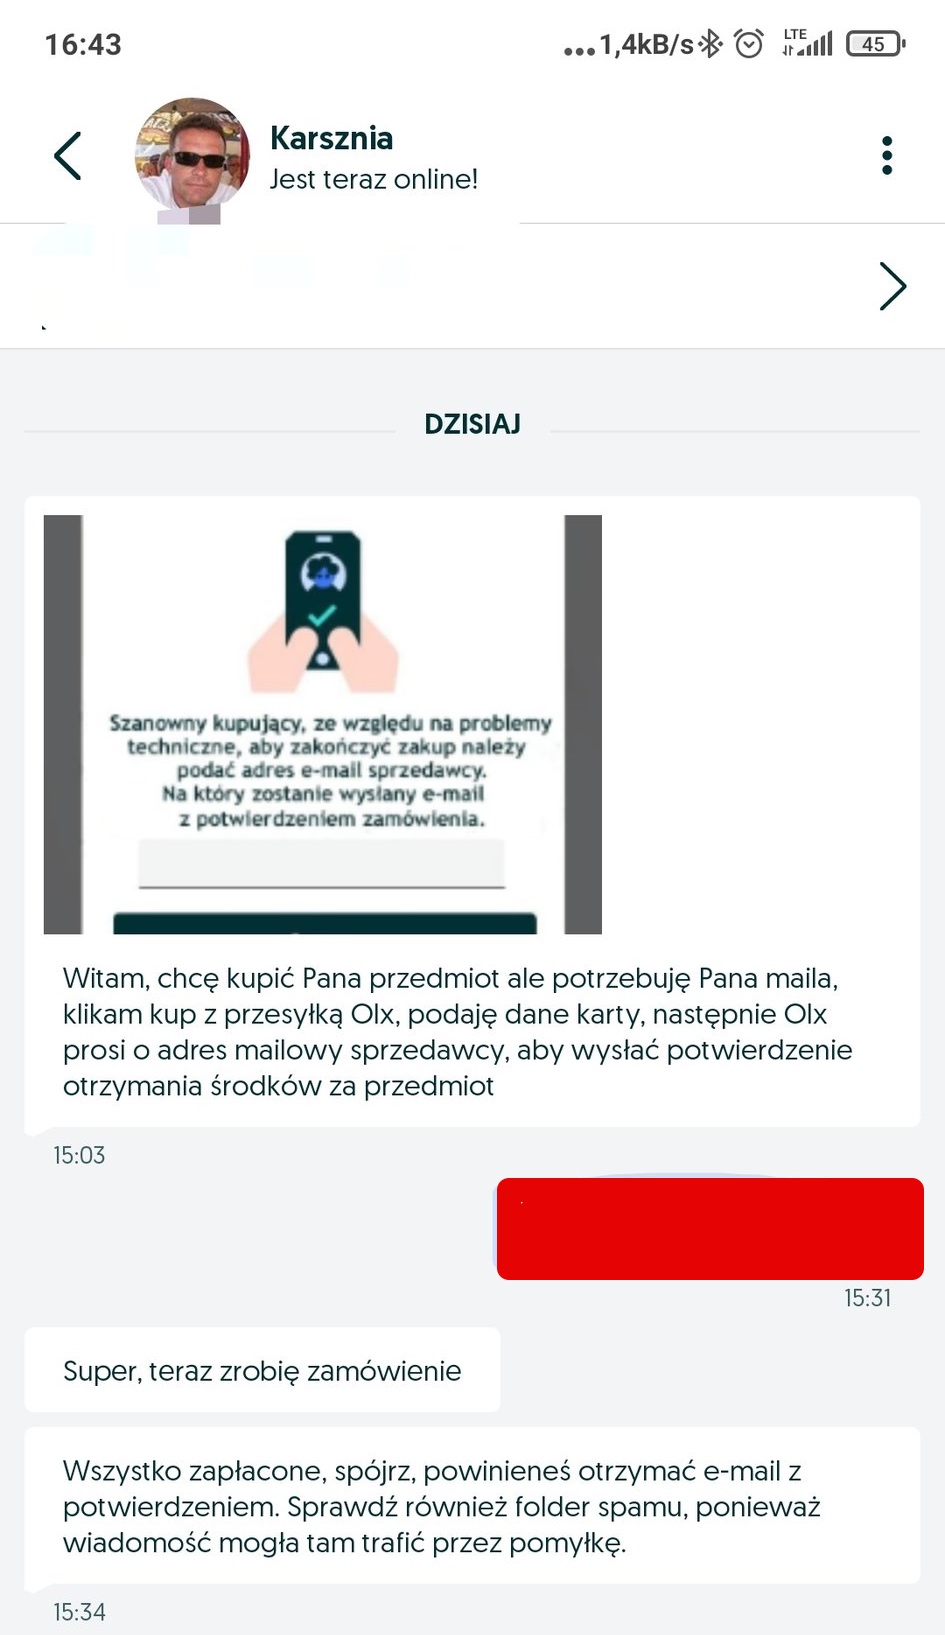 16:43
...1,4kB/s LTE 45
Karsznia
Jest teraz online!
DZISIAJ
Szanowny kupujący, ze względu na problemy
techniczne, aby zakończyć zakup należy
podać adres e-mail sprzedawcy.
Na który zostanie wysłany e-mail
z potwierdzeniem zamówienia.
Witam, chcę kupić Pana przedmiot ale potrzebuję Pana maila,
klikam kup z przesyłką Olx, podaję dane karty, następnie Olx
prosi o adres mailowy sprzedawcy, aby wysłać potwierdzenie
otrzymania środków za przedmiot
15:03
15:31
Super, teraz zrobię zamówienie
Wszystko zapłacone, spójrz, powinieneś otrzymać e-mail z
potwierdzeniem. Sprawdź również folder spamu, ponieważ
wiadomość mogła tam trafić przez pomyłkę.
15:34